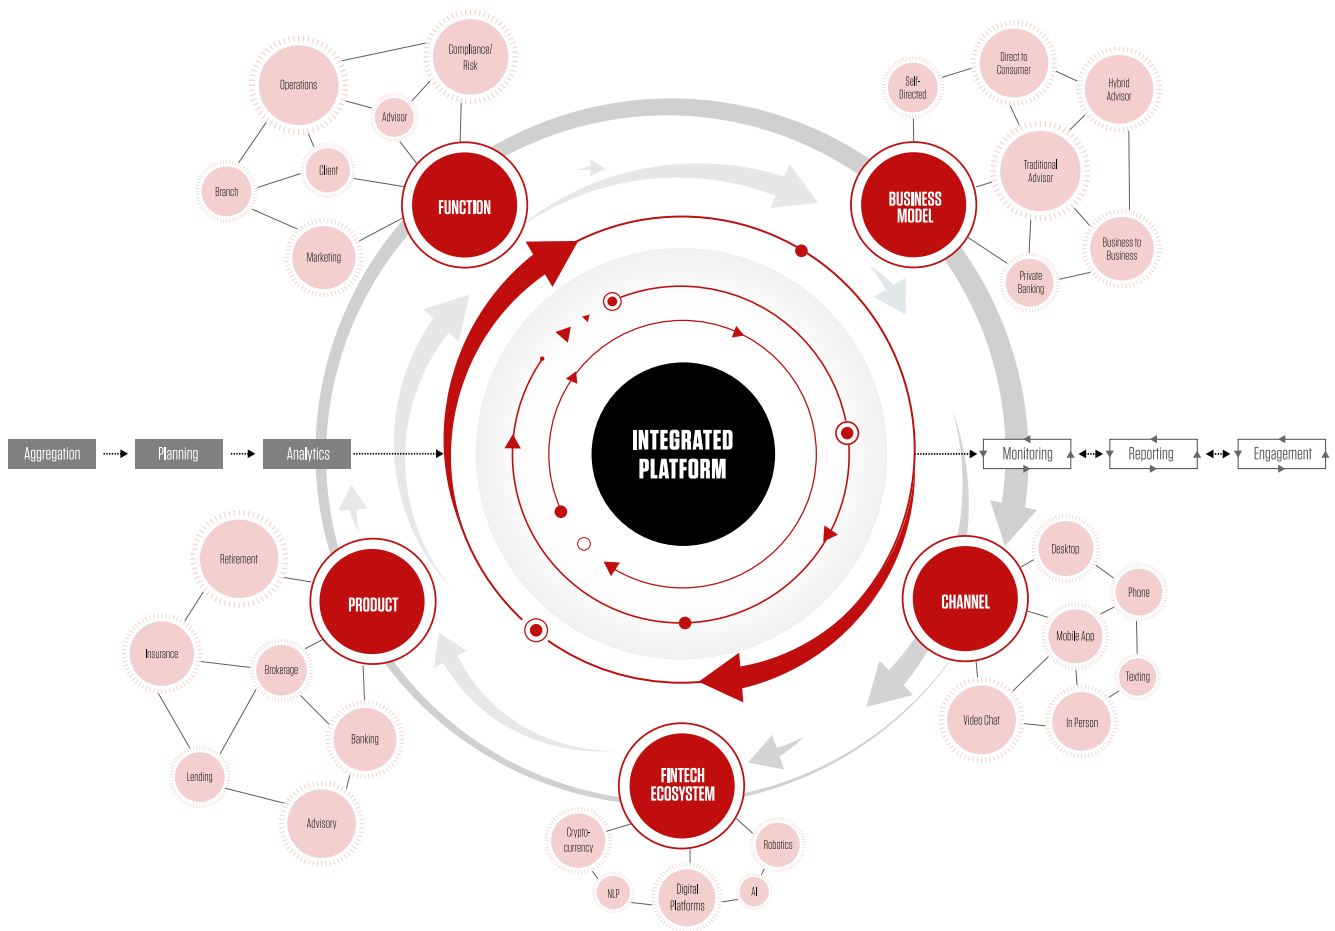 Compliance/
Risk
Operations
Advisor
Client
Branch
Marketing
FUNCTION
Self-
Directed
Direct to
Consumer
Hybrid
Advisor
Traditional
Advisor
Business to
Business
Private
Banking
BUSINESS
MODEL
INTEGRATED
PLATFORM
Aggregation
Planning
Analytics
Monitoring
Reporting
Engagement
Retirement
Insurance
Brokerage
Banking
Lending
Advisory
PRODUCT
CHANNEL
Desktop
Phone
Mobile App
Texting
Video Chat
In Person
FINTECH
ECOSYSTEM
Crypto-
currency
NLP
Digital
Platforms
AI
Robotics